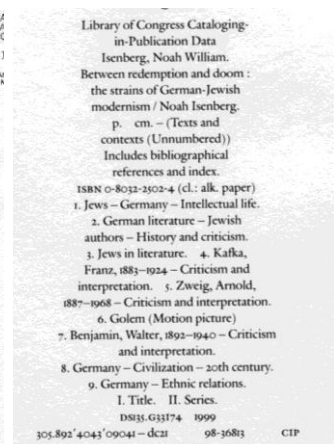 Library of Congress Cataloging-
in-Publication Data
Isenberg, Noah William.
Between redemption and doom :
the strains of German-Jewish
modernism / Noah Isenberg.
p. cm. – (Texts and
contexts (Unnumbered))
Includes bibliographical
references and index.
ISBN 0-8032-2502-4 (cl.: alk. paper)
1. Jews – Germany – Intellectual life.
2. German literature – Jewish
authors – History and criticism.
3. Jews in literature. 4. Kafka,
Franz, 1883–1924 – Criticism and
interpretation. 5. Zweig, Arnold,
1887–1968 – Criticism and interpretation.
6. Golem (Motion picture)
7. Benjamin, Walter, 1892–1940 – Criticism
and interpretation.
8. Germany – Civilization – 20th century.
9. Germany – Ethnic relations.
I. Title. II. Series.
DS135.G33I74 1999
305.892'4043'09041 – dc21 98-36813 CIP